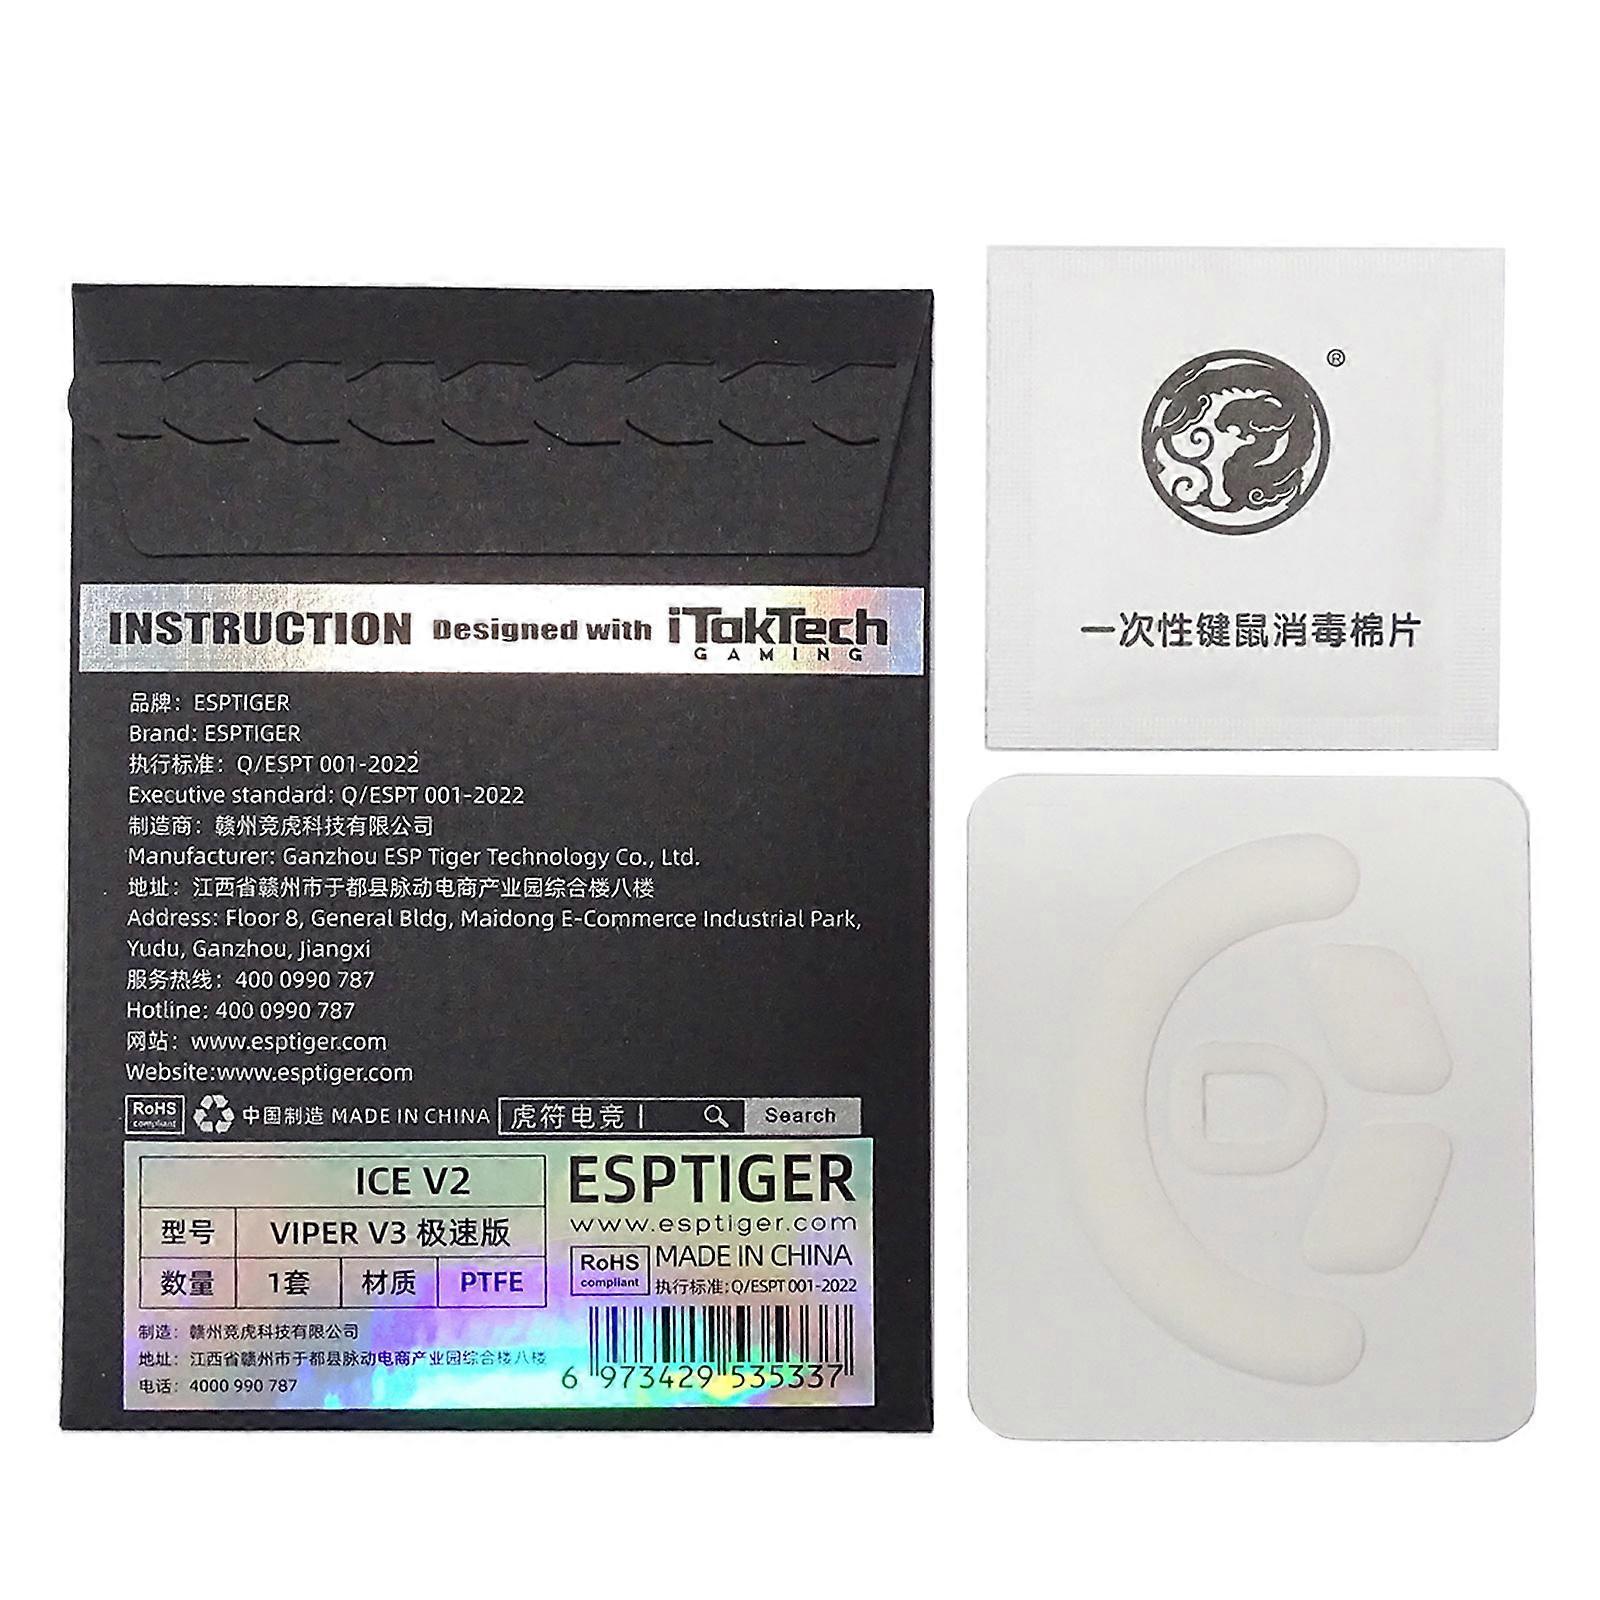 INSTRUCTION Designed with iTakTech
GAMING
品牌：ESPTIGER
Brand: ESPTIGER
执行标准：Q/ESPT 001-2022
Executive standard: Q/ESPT 001-2022
制造商：赣州竞虎科技有限公司
Manufacturer: Ganzhou ESP Tiger Technology Co., Ltd.
地址：江西省赣州市于都县脉动电商产业园综合楼八楼
Address: Floor 8, General Bldg, Maidong E-Commerce Industrial Park,
Yudu, Ganzhou, Jiangxi
服务热线：400 0990 787
Hotline: 400 0990 787
网站：www.esptiger.com
Website:www.esptiger.com
RoHS
compliant
中国制造 MADE IN CHINA
虎符电竞 Search
ICE V2
型号 VIPER V3 极速版
数量 1套 材质 PTFE
制造：赣州竞虎科技有限公司
地址：江西省赣州市于都县脉动电商产业园综合楼八楼
电话：4000 990 787
ESPTIGER
www.esptiger.com
RoHS
compliant
MADE IN CHINA
执行标准：Q/ESPT 001-2022
6 973429 535337
®
一次性键鼠消毒棉片